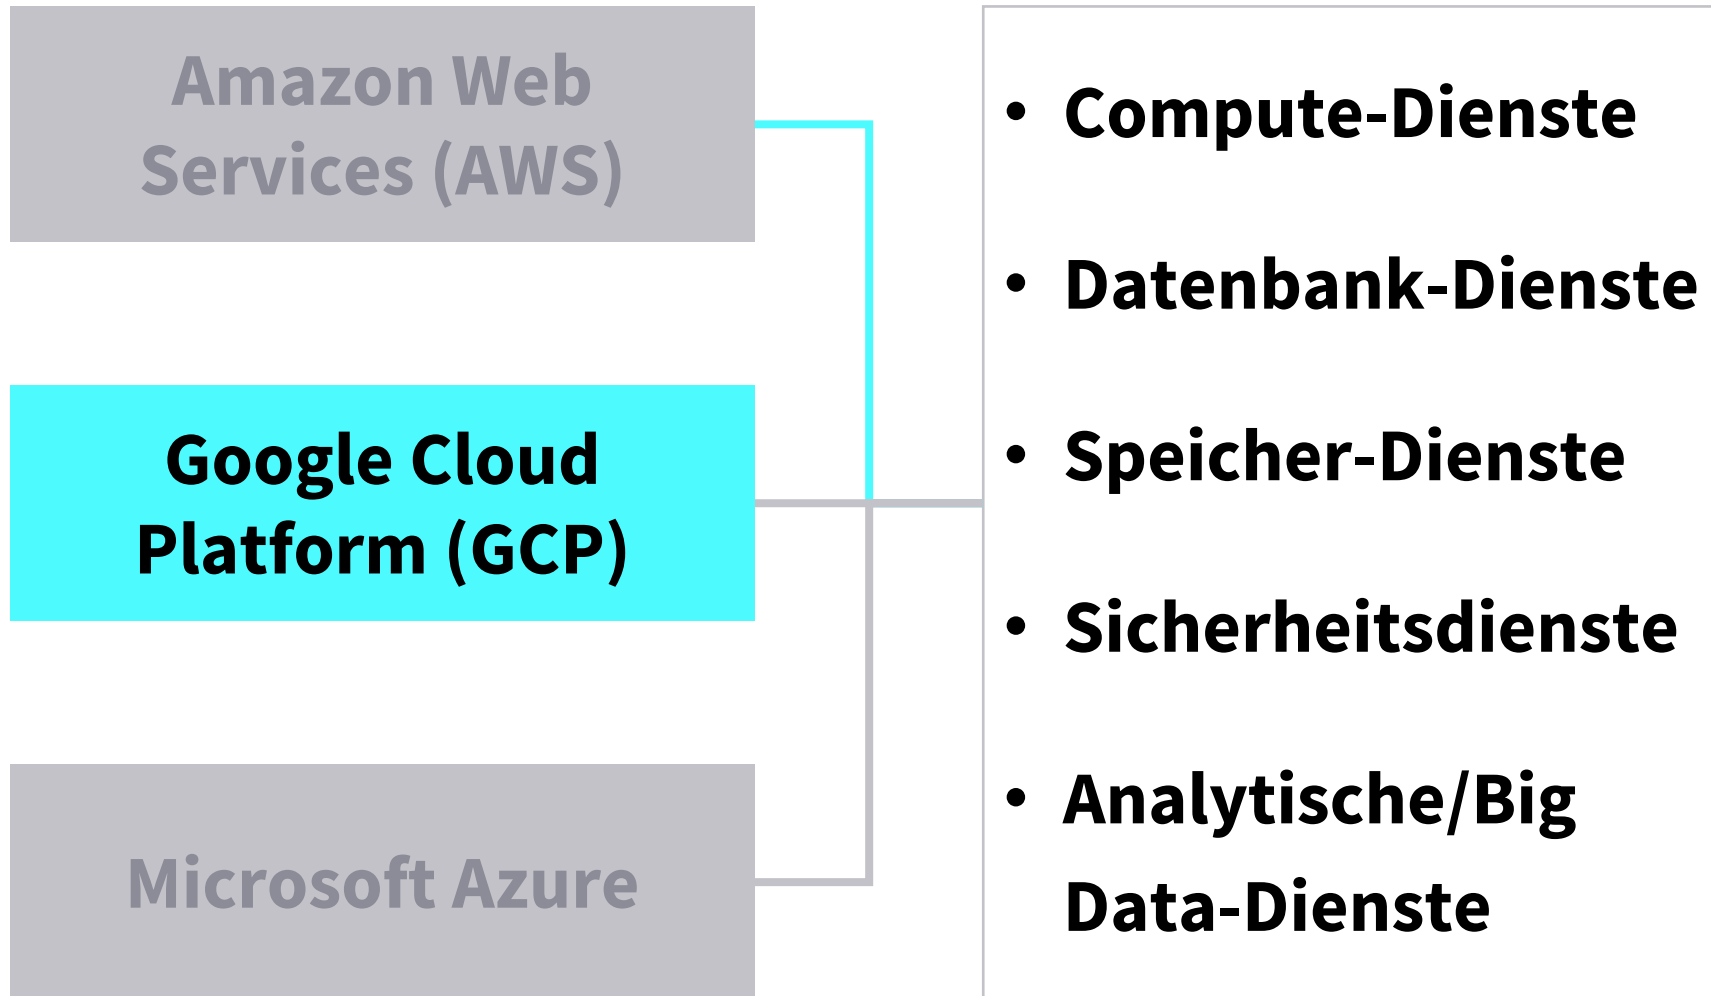 Amazon Web
Services (AWS)
Google Cloud
Platform (GCP)
Microsoft Azure
• Compute-Dienste
• Datenbank-Dienste
• Speicher-Dienste
• Sicherheitsdienste
• Analytische/Big
Data-Dienste